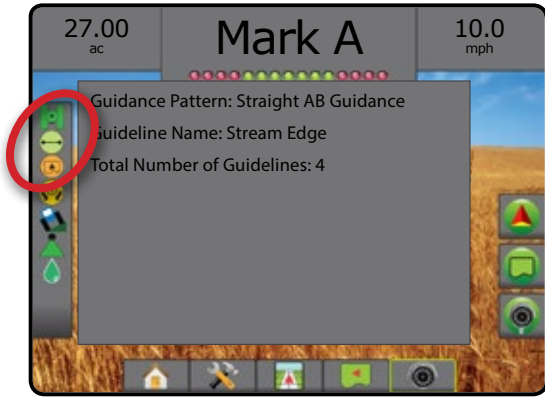 27.00
ac
Mark A
10.0
mph
Guidance Pattern: Straight AB Guidance
Guideline Name: Stream Edge
Total Number of Guidelines: 4